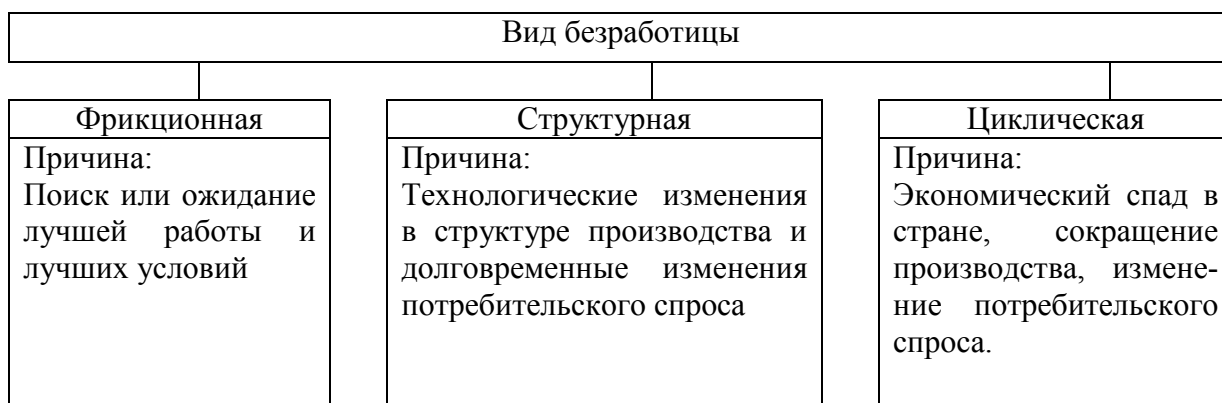 Вид безработицы
Фрикционная
Причина:
Поиск или ожидание
лучшей работы и
лучших условий
Структурная
Причина:
Технологические изменения
в структуре производства и
долговременные изменения
потребительского спроса
Циклическая
Причина:
Экономический спад в
стране, сокращение
производства, измене-
ние потребительского
спроса.